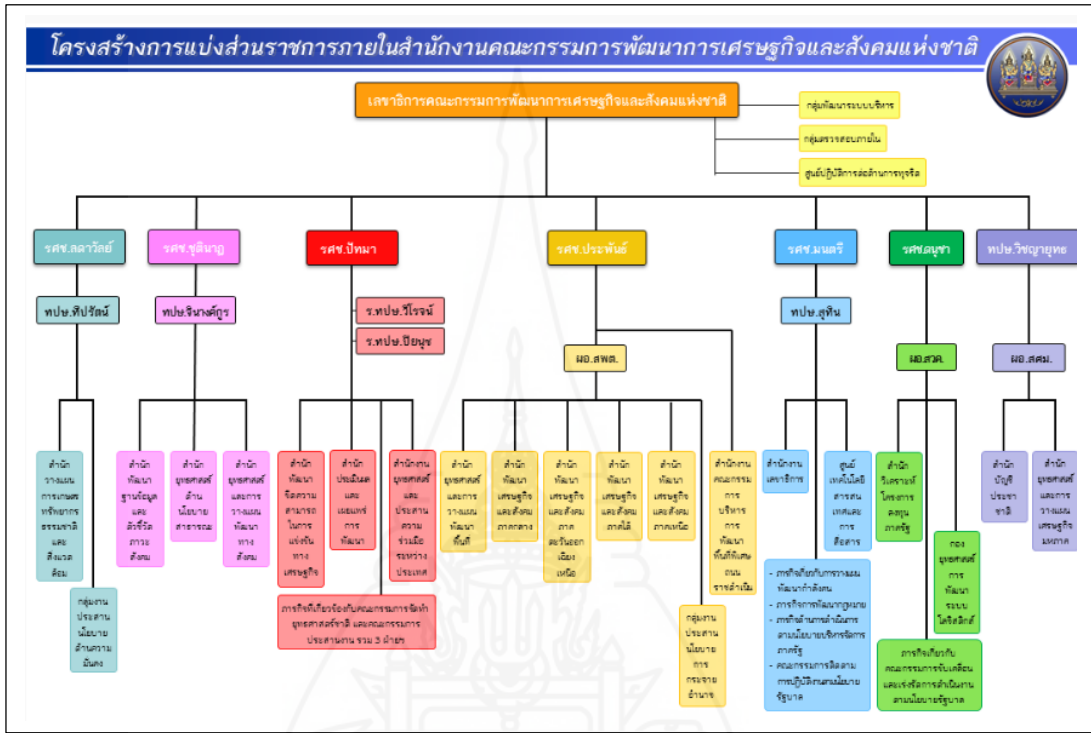 โครงสร้างการแบ่งส่วนราชการภายในสำนักงานคณะกรรมการพัฒนาการเศรษฐกิจและสังคมแห่งชาติ
เลขาธิการคณะกรรมการพัฒนาการเศรษฐกิจและสังคมแห่งชาติ
กลุ่มพัฒนาระบบบริหาร
กลุ่มตรวจสอบภายใน
ศูนย์ปฏิบัติการต่อต้านการทุจริต
รศช.ลดาวัลย์
รศช.ชุตินาฏ
รศช.ปัทมา
รศช.ประพันธ์
รศช.มนตรี
รศช.ดนุชา
ทปษ.วิชญายุทธ
ทปษ.ทิปรัตน์
ทปษ.จินางค์กูร
ร.ทปษ.วิโรจน์
ร.ทปษ.ปิยนุช
ทปษ.สุทิน
ผอ.สพต.
ผอ.สวค.
ผอ.สศม.
สำนัก
วางแผน
การเกษตร
ทรัพยากร
ธรรมชาติ
และ
สิ่งแวด
ล้อม
กลุ่มงาน
ประสาน
นโยบาย
ด้านความ
มั่นคง
สำนัก
พัฒนา
ฐานข้อมูล
และ
ตัวชี้วัด
ภาวะ
สังคม
สำนัก
ยุทธศาสตร์
ด้าน
นโยบาย
สาธารณะ
สำนัก
ยุทธศาสตร์
และการ
วางแผน
พัฒนา
ทาง
สังคม
สำนัก
พัฒนา
ขีดความ
สามารถ
ในการ
แข่งขัน
ทาง
เศรษฐกิจ
สำนัก
ประเมินผล
และ
เผยแพร่
การ
พัฒนา
สำนักงาน
ยุทธศาสตร์
และ
ประสาน
ความ
ร่วมมือ
ระหว่าง
ประเทศ
ภารกิจที่เกี่ยวข้องกับคณะกรรมการจัดทำ
ยุทธศาสตร์ชาติ และคณะกรรมการ
ประสานงาน รวม 3 ฝ่ายฯ
สำนัก
ยุทธศาสตร์
และการ
วางแผน
พัฒนา
พื้นที่
สำนัก
พัฒนา
เศรษฐกิจ
และสังคม
ภาคกลาง
สำนัก
พัฒนา
เศรษฐกิจ
และสังคม
ภาค
ตะวันออก
เฉียง
เหนือ
สำนัก
พัฒนา
เศรษฐกิจ
และสังคม
ภาคใต้
สำนัก
พัฒนา
เศรษฐกิจ
และสังคม
ภาคเหนือ
สำนักงาน
คณะกรรม
การ
บริหาร
การ
พัฒนา
พื้นที่พิเศษ
ถนน
ราชดำเนิน
กลุ่มงาน
ประสาน
นโยบาย
การ
กระจาย
อำนาจ
สำนักงาน
เลขาธิการ
ศูนย์
เทคโนโลยี
สารสน
เทศและ
การ
สื่อสาร
- ภารกิจเกี่ยวกับการวางแผน
พัฒนากำลังคน
- ภารกิจการพัฒนากฎหมาย
- ภารกิจด้านการดำเนินการ
ตามนโยบายบริหารจัดการ
ภาครัฐ
- คณะกรรมการติดตาม
การปฏิบัติงานตามนโยบาย
รัฐบาล
สำนัก
วิเคราะห์
โครงการ
ลงทุน
ภาครัฐ
กอง
ยุทธศาสตร์
การ
พัฒนา
ระบบ
โลจิสติกส์
ภารกิจเกี่ยวกับ
คณะกรรมการขับเคลื่อน
และเร่งรัดการดำเนินงาน
ตามนโยบายรัฐบาล
สำนัก
บัญชี
ประชา
ชาติ
สำนัก
ยุทธศาสตร์
และการ
วางแผน
เศรษฐกิจ
มหภาค